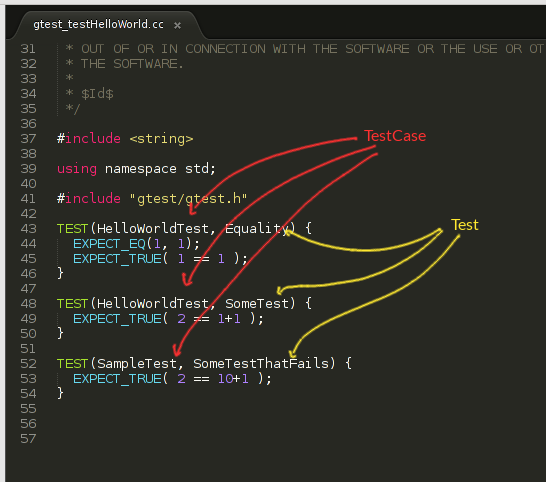 gtest_testHelloWorld.cc ×
31 * OUT OF OR IN CONNECTION WITH THE SOFTWARE OR THE USE OR OT
32 * THE SOFTWARE.
33 *
34 * $Id$
35 */
36
37 #include <string>
38
39 using namespace std;
40
41 #include "gtest/gtest.h"
42
43 TEST(HelloWorldTest, Equality) {
44 EXPECT_EQ(1, 1);
45 EXPECT_TRUE( 1 == 1 );
46 }
47
48 TEST(HelloWorldTest, SomeTest) {
49 EXPECT_TRUE( 2 == 1+1 );
50 }
51
52 TEST(SampleTest, SomeTestThatFails) {
53 EXPECT_TRUE( 2 == 10+1 );
54 }
55
56
57
TestCase
Test